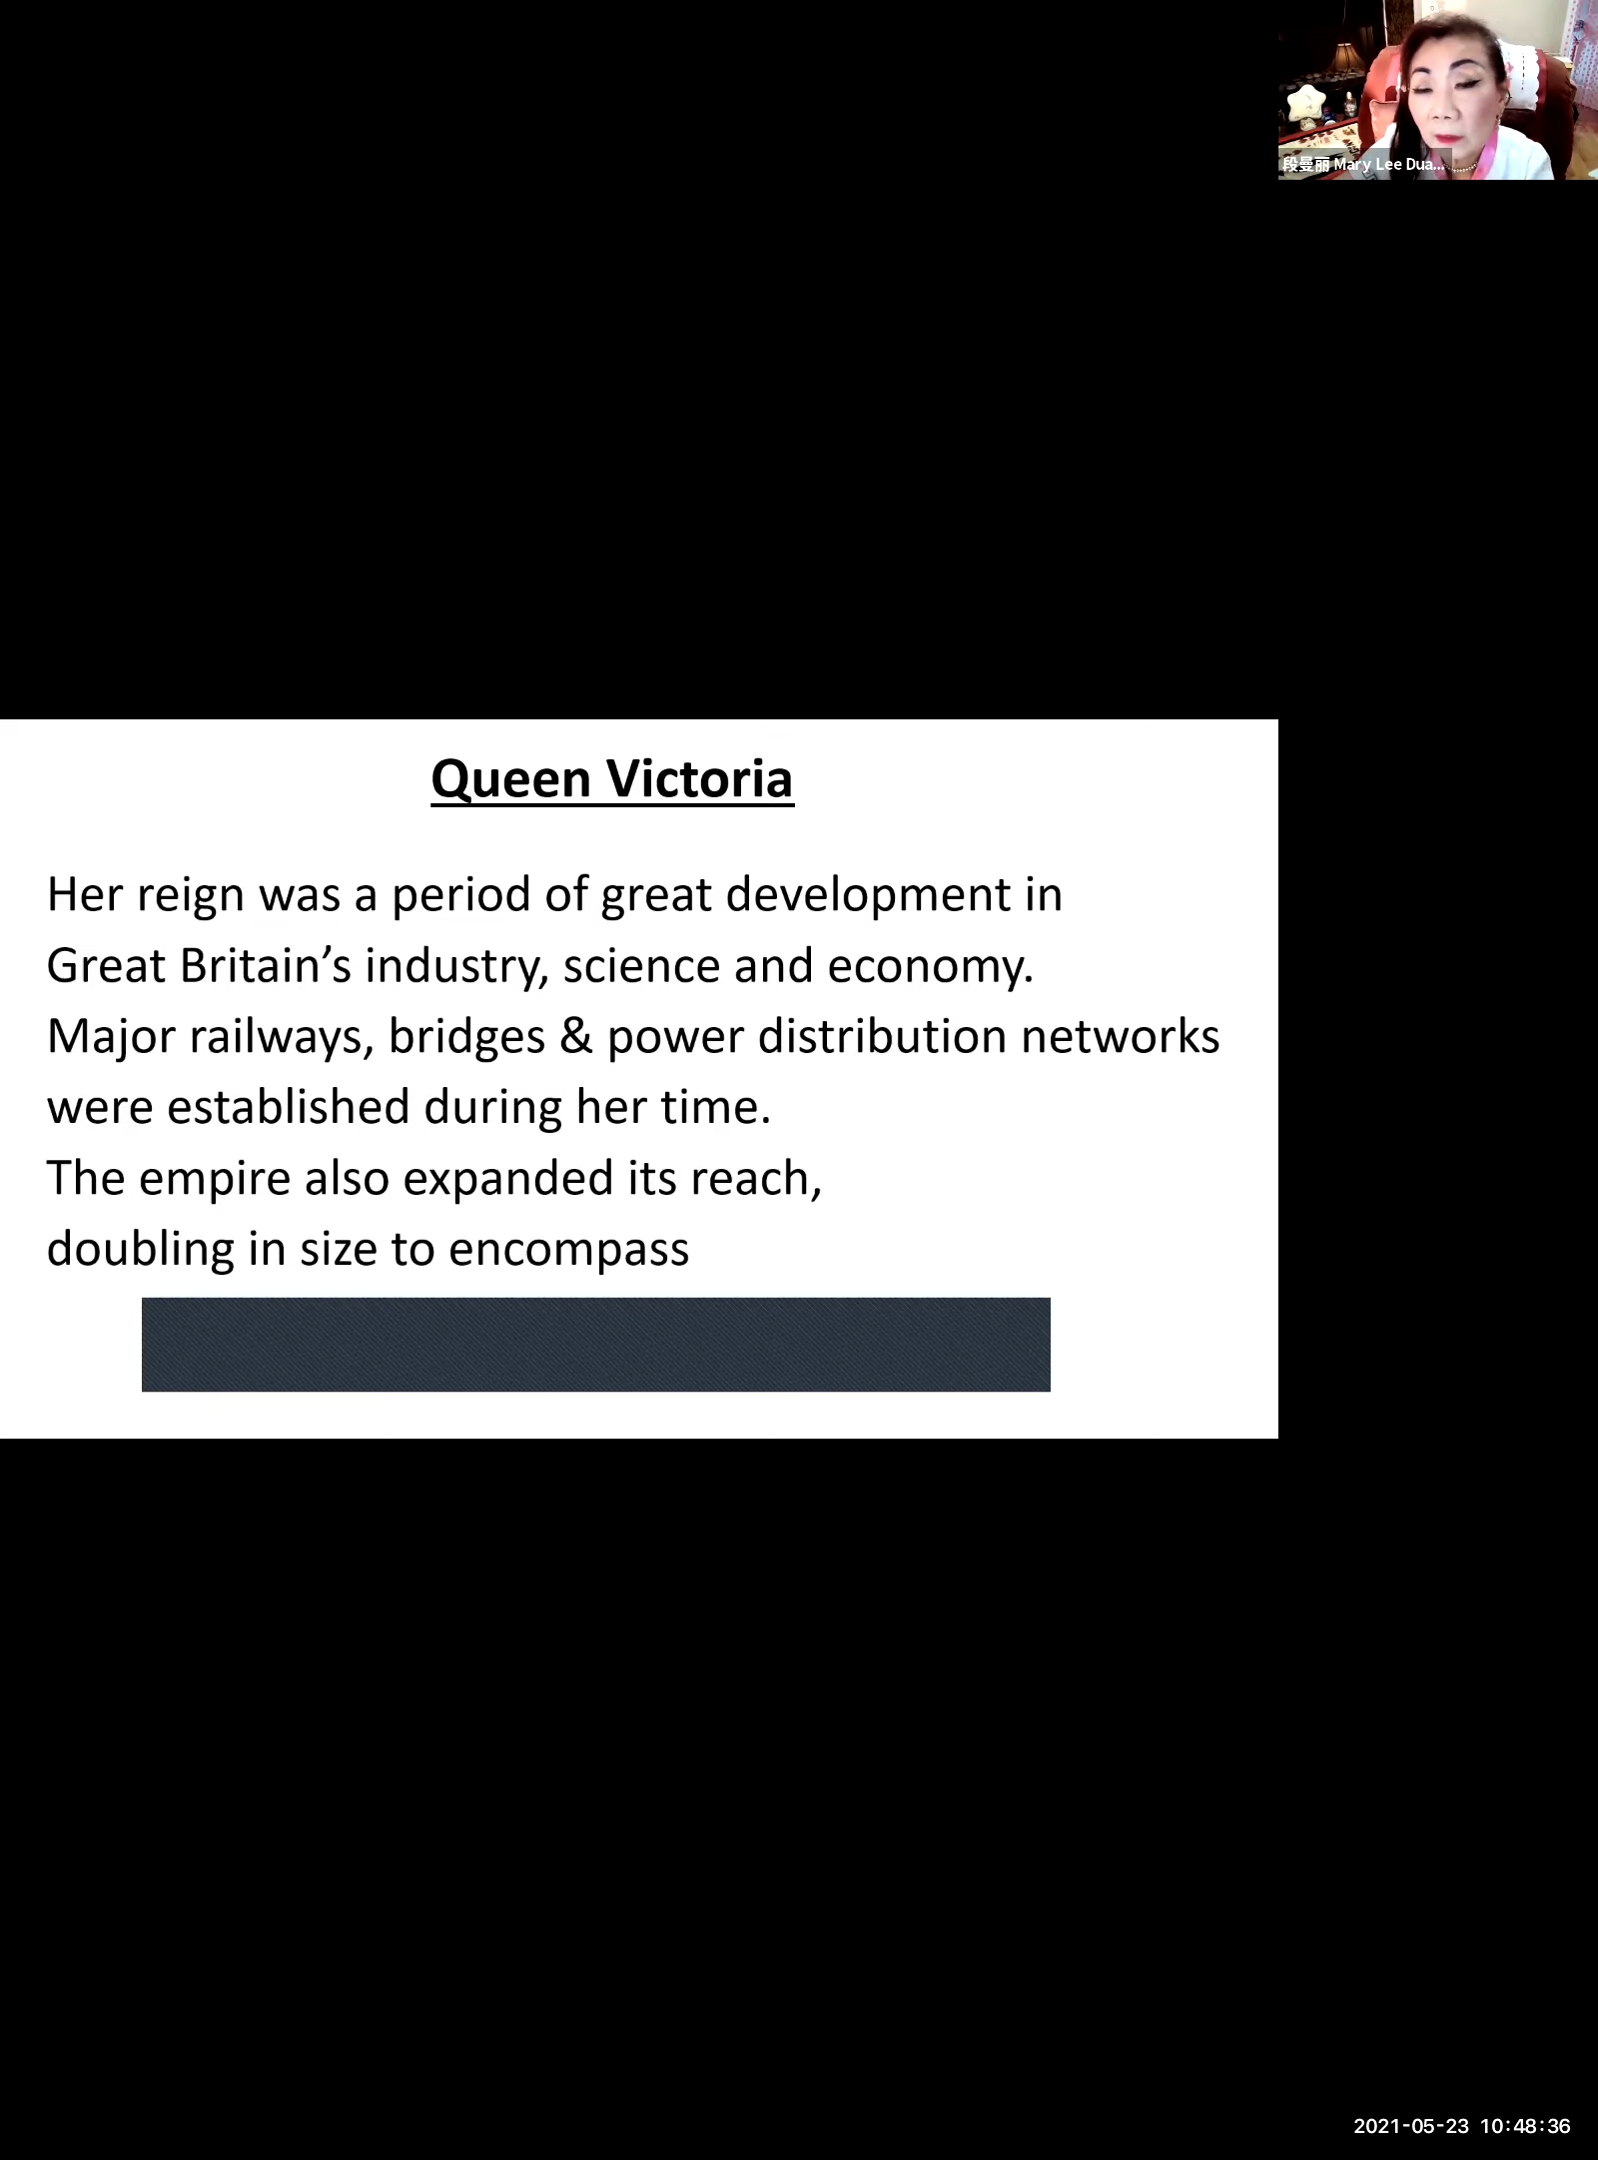 段曼丽 Mary Lee Dua...
Queen Victoria
Her reign was a period of great development in
Great Britain’s industry, science and economy.
Major railways, bridges & power distribution networks
were established during her time.
The empire also expanded its reach,
doubling in size to encompass
2021-05-23 10:48:36